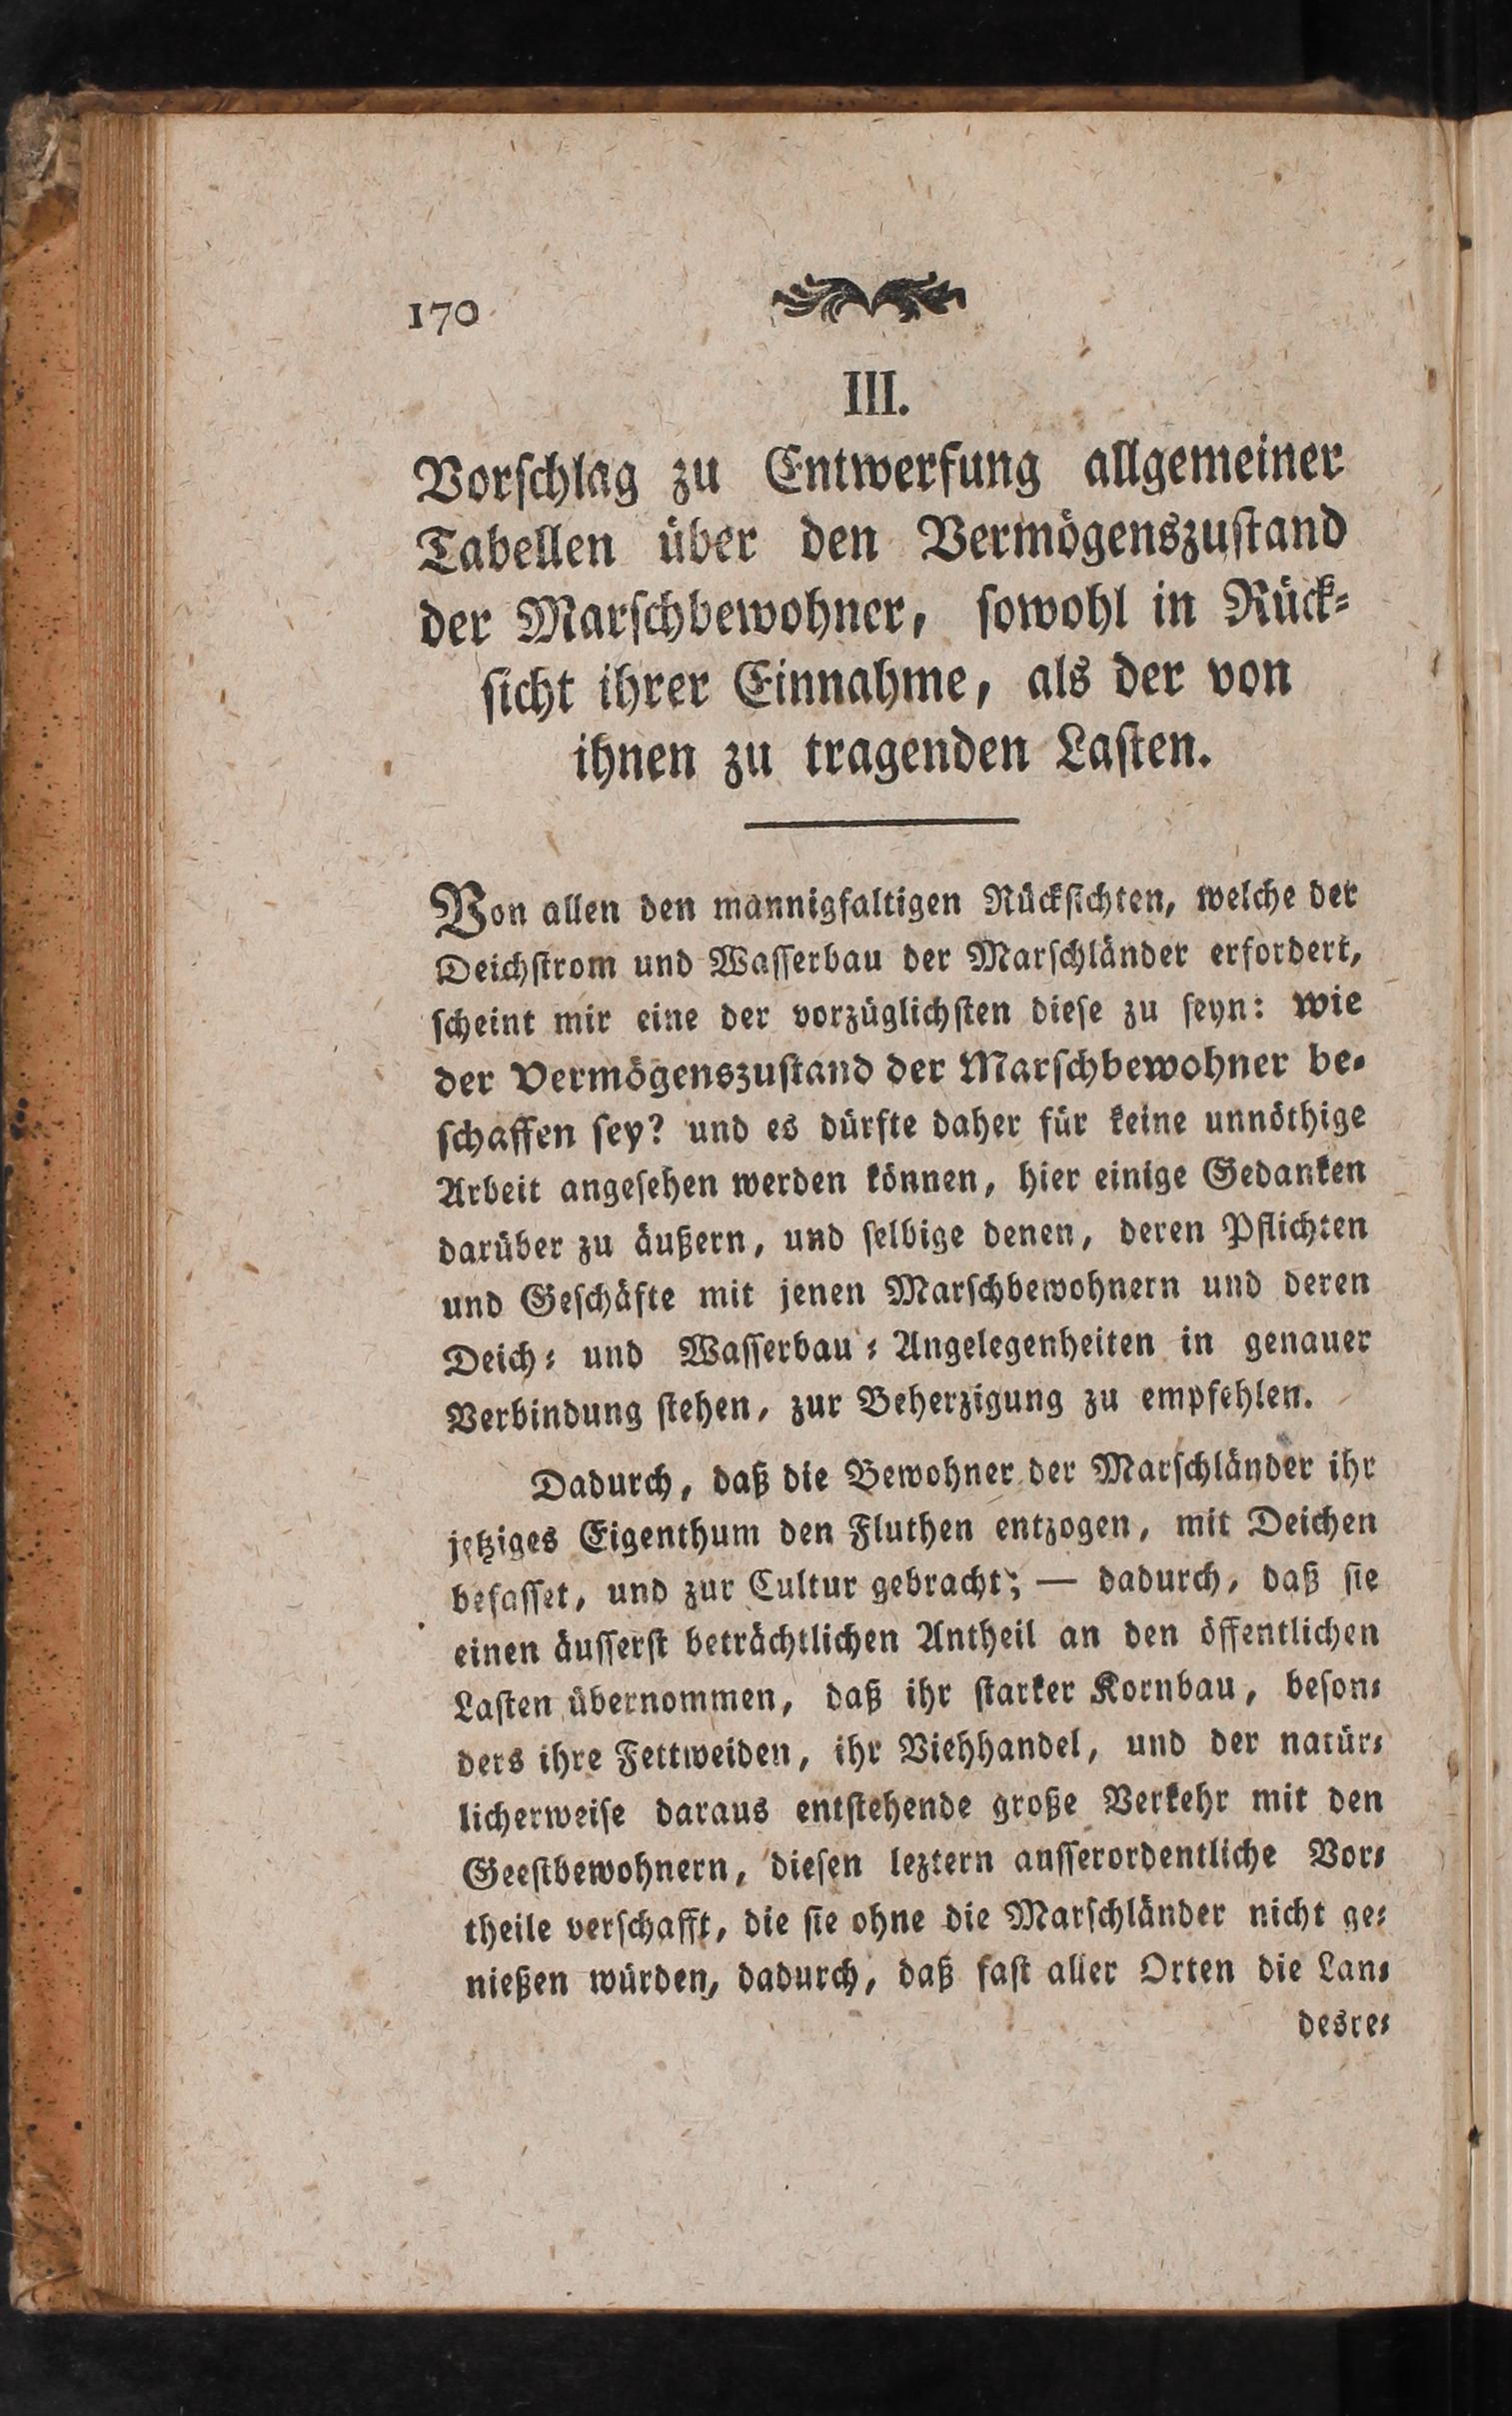 170
III.
Vorschlag zu Entwerfung allgemeiner
Tabellen über den Vermögenszustand
der Marschbewohner, sowohl in Rück-
sicht ihrer Einnahme, als der von
ihnen zu tragenden Lasten.
Von allen den mannigfaltigen Rücksichten, welche der
Deichstrom und Wasserbau der Marschländer erfordert,
scheint mir eine der vorzüglichsten diese zu seyn: wie
der Vermögenszustand der Marschbewohner be-
schaffen sey? und es dürfte daher für keine unnöthige
Arbeit angesehen werden können, hier einige Gedanken
darüber zu äußern, und selbige denen, deren Pflichten
und Geschäfte mit jenen Marschbewohnern und deren
Deich- und Wasserbau-Angelegenheiten in genauer
Verbindung stehen, zur Beherzigung zu empfehlen.
Dadurch, daß die Bewohner der Marschländer ihr
jetziges Eigenthum den Fluthen entzogen, mit Deichen
befasset, und zur Cultur gebracht; — dadurch, daß sie
einen äusserst beträchtlichen Antheil an den öffentlichen
Lasten übernommen, daß ihr starker Kornbau, beson-
ders ihre Fettweiden, ihr Viehhandel, und der natür-
licherweise daraus entstehende große Verkehr mit den
Geestbewohnern, diesen leztern ausserordentliche Vor-
theile verschafft, die sie ohne die Marschländer nicht ge-
nießen würden, dadurch, daß fast aller Orten die Lan-
desre-